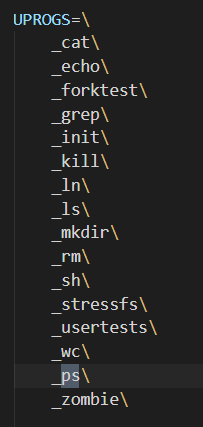 UPROGS=\
_cat\
_echo\
_forktest\
_grep\
_init\
_kill\
_ln\
_ls\
_mkdir\
_rm\
_sh\
_stressfs\
_usertests\
_wc\
_ps\
_zombie\